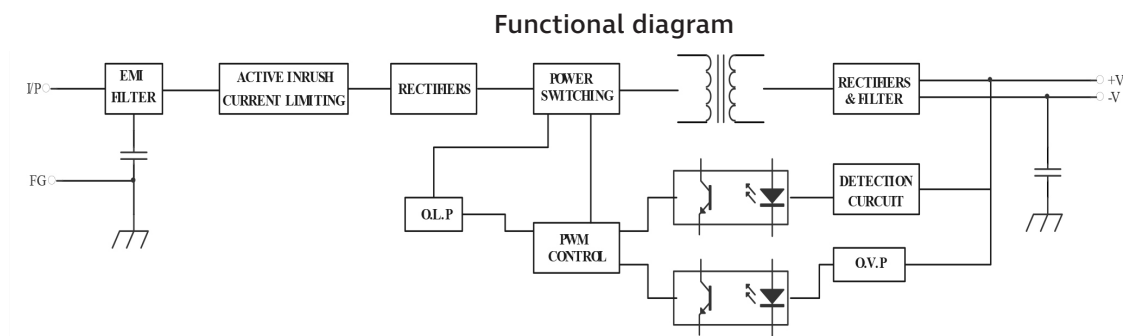 Functional diagram
I/P
EMI
FILTER
ACTIVE INRUSH
CURRENT LIMITING
RECTIFIERS
POWER
SWITCHING
RECTIFIERS
& FILTER
+V
-V
FG
O.L.P
PWM
CONTROL
DETECTION
CURCUIT
O.V.P